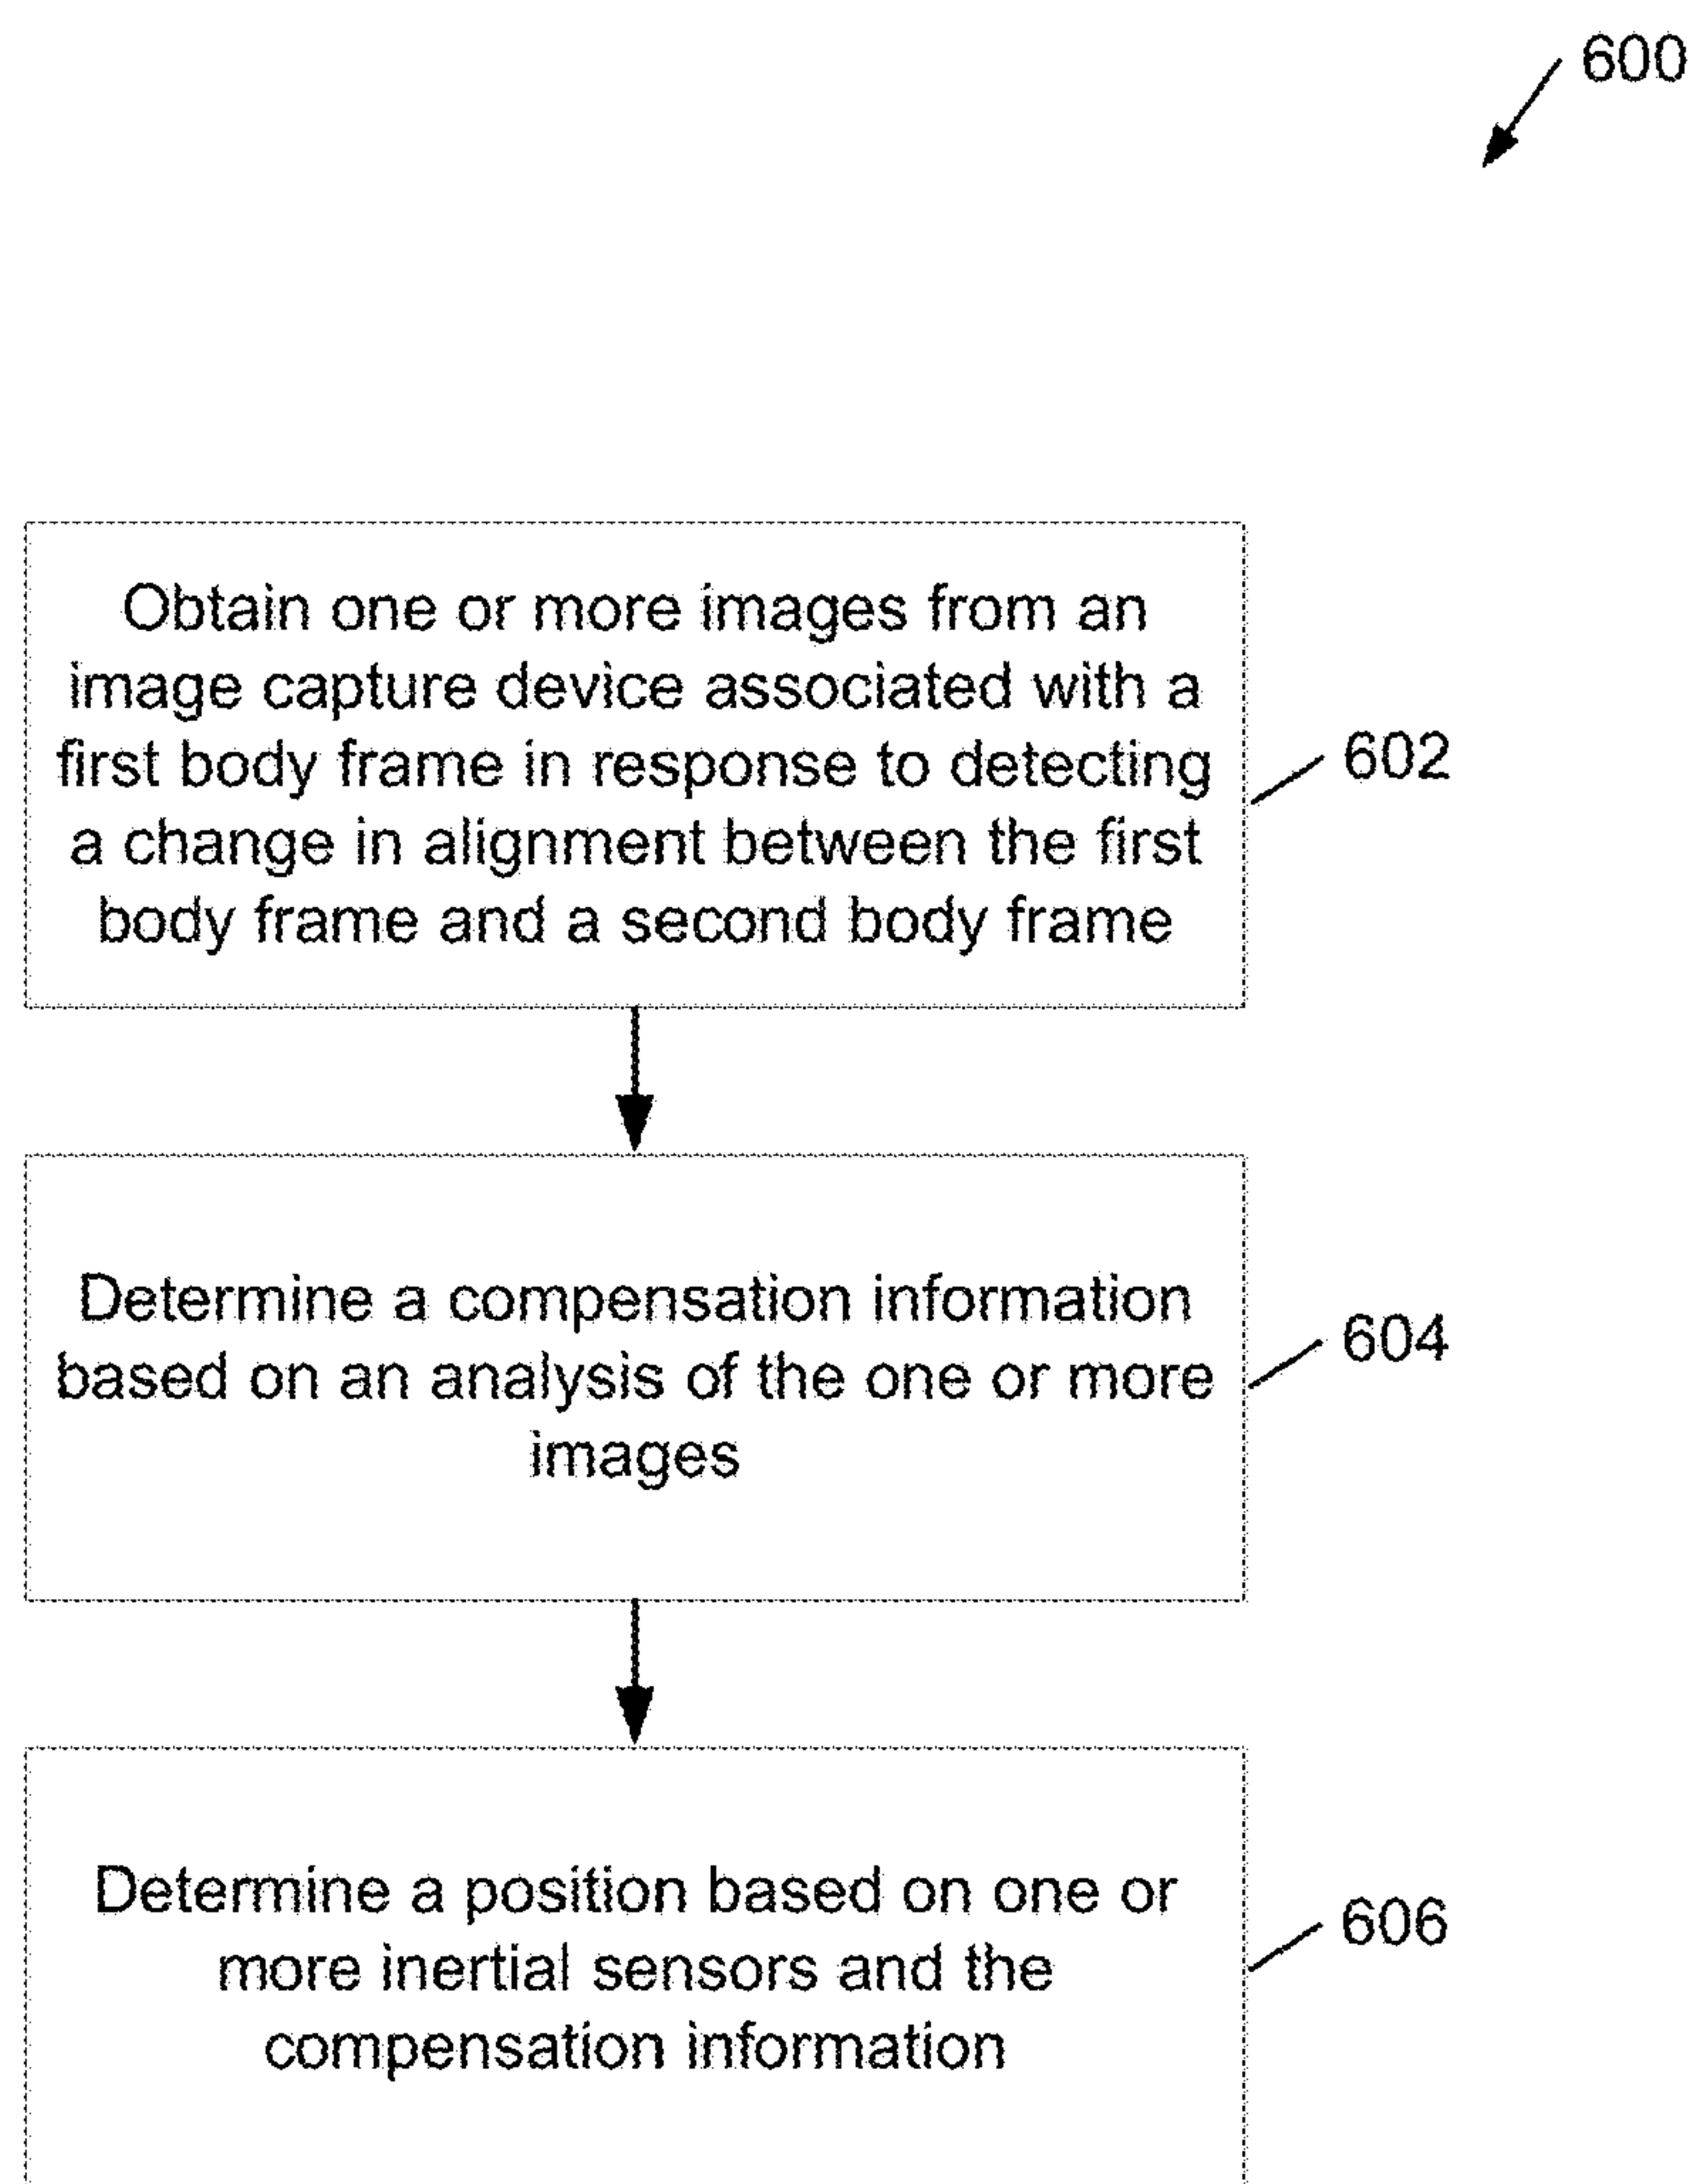 600
Obtain one or more images from an
image capture device associated with a
first body frame in response to detecting
a change in alignment between the first
body frame and a second body frame
602
Determine a compensation information
based on an analysis of the one or more
images
604
Determine a position based on one or
more inertial sensors and the
compensation information
606